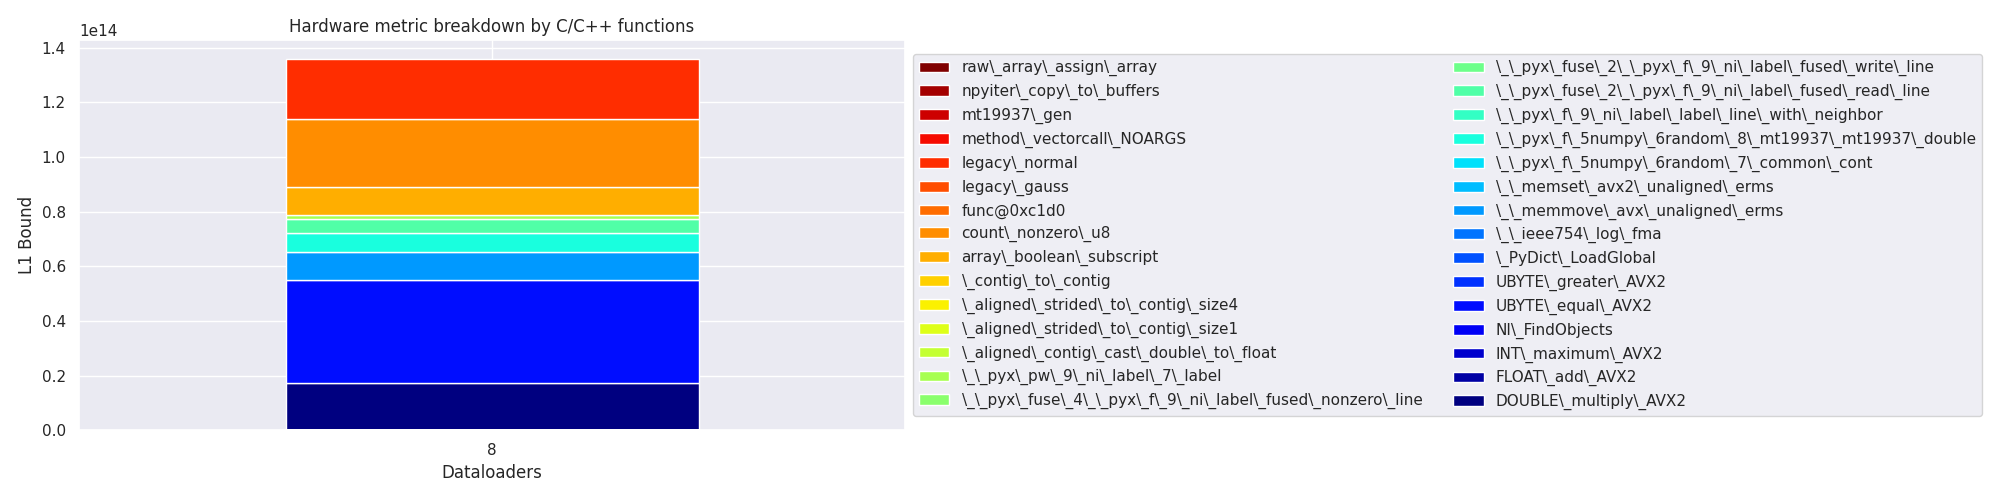 Hardware metric breakdown by C/C++ functions
1e14
1.4
1.2
1.0
0.8
0.6
0.4
0.2
0.0
L1 Bound
8
Dataloaders
raw\_array\_assign\_array
npyiter\_copy\_to\_buffers
mt19937\_gen
method\_vectorcall\_NOARGS
legacy\_normal
legacy\_gauss
func@0xc1d0
count\_nonzero\_u8
array\_boolean\_subscript
\_contig\_to\_contig
\_aligned\_strided\_to\_contig\_size4
\_aligned\_strided\_to\_contig\_size1
\_aligned\_contig\_cast\_double\_to\_float
\_\_pyx\_pw\_9\_ni\_label\_7\_label
\_\_pyx\_fuse\_4\_\_pyx\_f\_9\_ni\_label\_fused\_nonzero\_line
\_\_pyx\_fuse\_2\_\_pyx\_f\_9\_ni\_label\_fused\_write\_line
\_\_pyx\_fuse\_2\_\_pyx\_f\_9\_ni\_label\_fused\_read\_line
\_\_pyx\_f\_9\_ni\_label\_label\_line\_with\_neighbor
\_\_pyx\_f\_5numpy\_6random\_8\_mt19937\_mt19937\_double
\_\_pyx\_f\_5numpy\_6random\_7\_common\_cont
\_\_memset\_avx2\_unaligned\_erms
\_\_memmove\_avx\_unaligned\_erms
\_\_ieee754\_log\_fma
\_PyDict\_LoadGlobal
UBYTE\_greater\_AVX2
UBYTE\_equal\_AVX2
NI\_FindObjects
INT\_maximum\_AVX2
FLOAT\_add\_AVX2
DOUBLE\_multiply\_AVX2